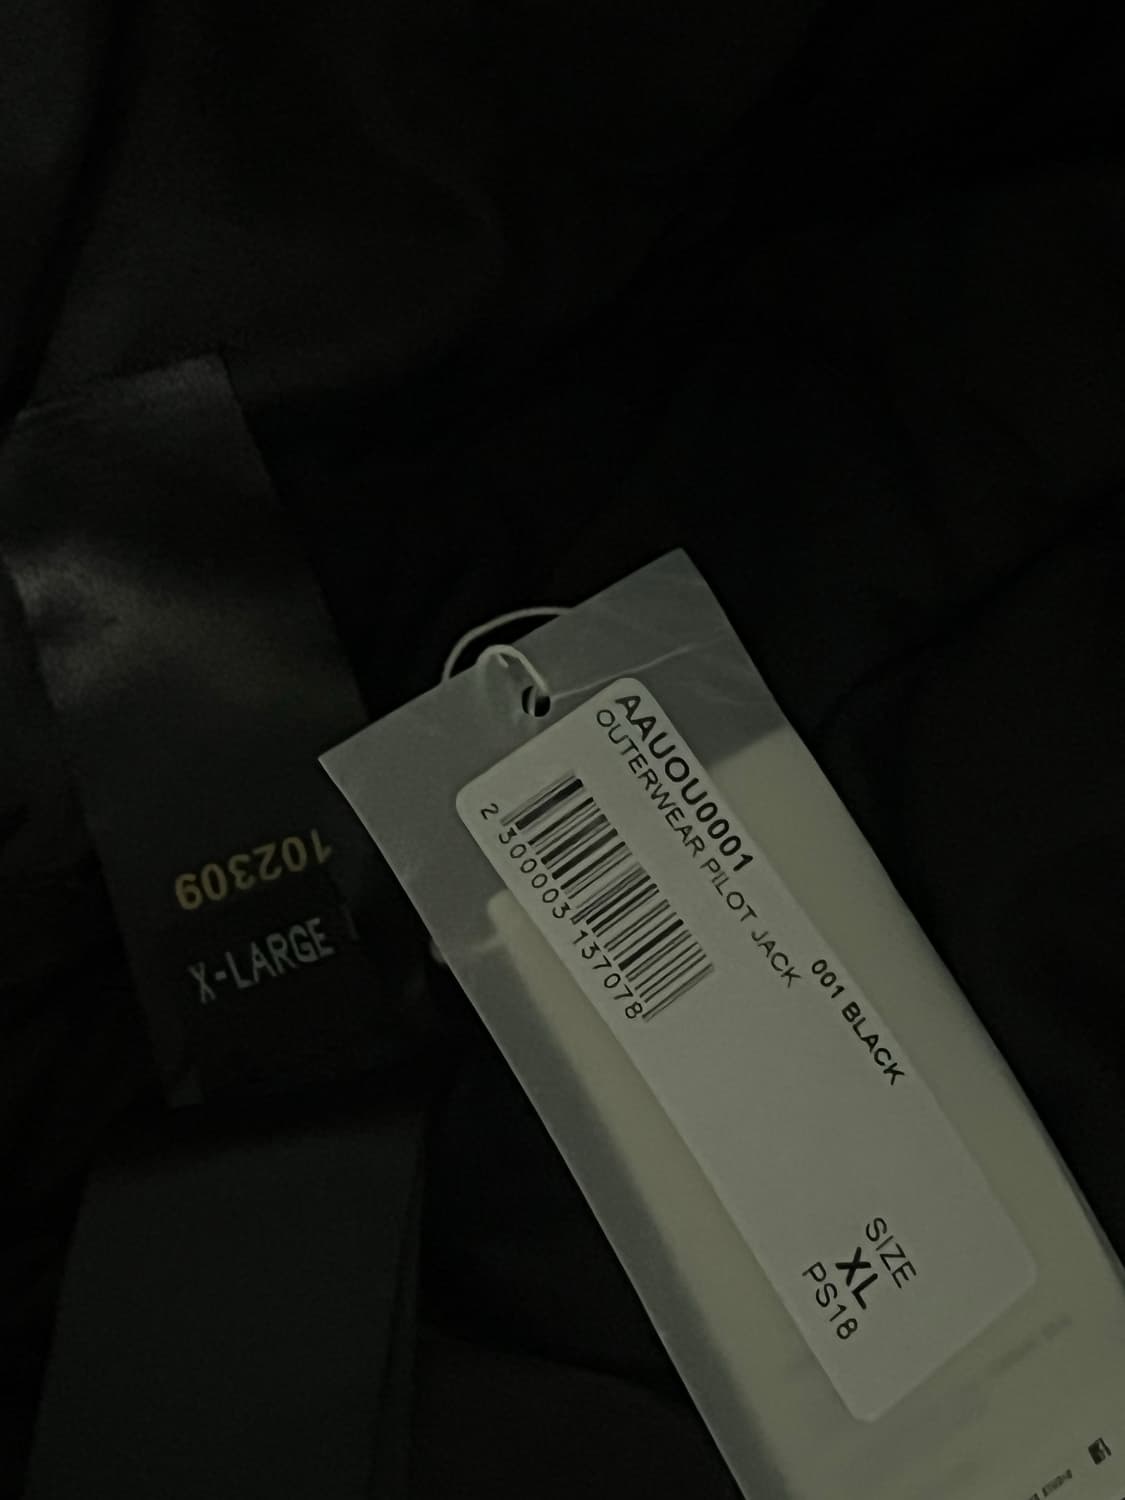 AAUOU0001
OUTERWEAR PILOT JACK
001 BLACK
2 300003 137078
SIZE
XL
PS18
102309
X-LARGE